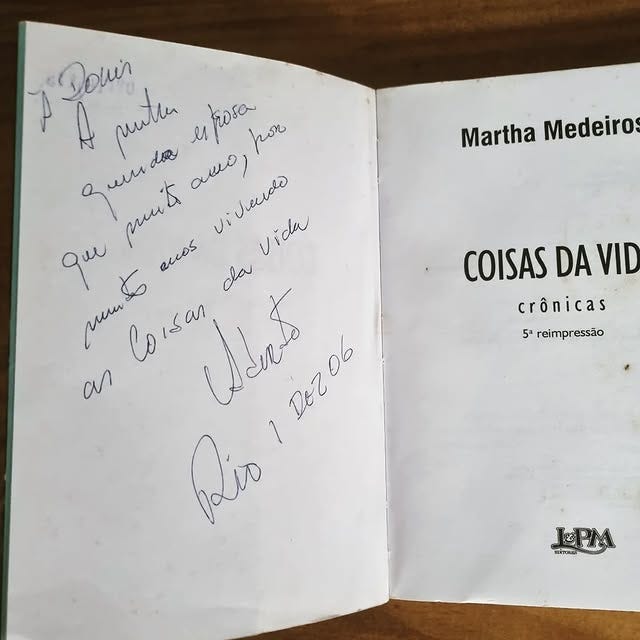 P Doris
A minha
querida esposa
que muito amo, por
muitos anos vivendo
as Coisas da vida
Rio 1 DEZ 06
Martha Medeiros
COISAS DA VID
crônicas
5ª reimpressão
L&PM
EDITORES